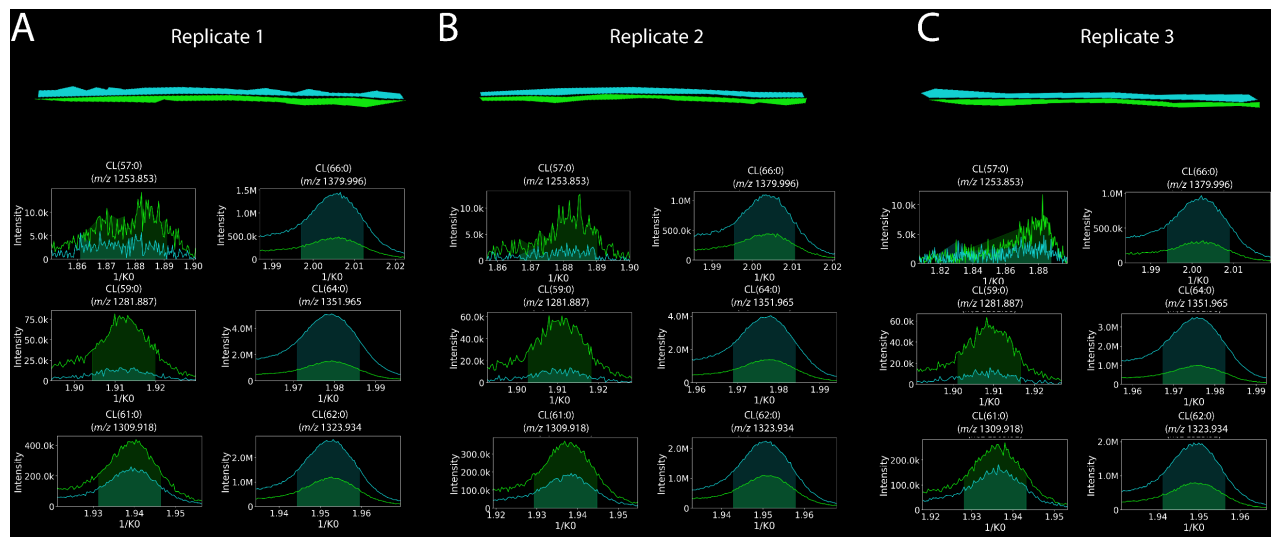 A
Replicate 1
CL(57:0)
(m/z 1253.853)
Intensity
10.0k
5.0k
0
1.86 1.87 1.88 1.89 1.90
1/K0
CL(66:0)
(m/z 1379.996)
Intensity
1.5M
1.0M
500.0k
0
1.99 2.00 2.01 2.02
1/K0
CL(59:0)
(m/z 1281.887)
Intensity
75.0k
50.0k
25.0k
0
1.90 1.91 1.92
1/K0
CL(64:0)
(m/z 1351.965)
Intensity
4.0M
2.0M
0
1.97 1.98 1.99
1/K0
CL(61:0)
(m/z 1309.918)
Intensity
400.0k
200.0k
0
1.93 1.94 1.95
1/K0
CL(62:0)
(m/z 1323.934)
Intensity
2.0M
1.0M
0
1.94 1.95 1.96
1/K0
B
Replicate 2
CL(57:0)
(m/z 1253.853)
Intensity
10.0k
5.0k
0
1.86 1.87 1.88 1.89 1.90
1/K0
CL(66:0)
(m/z 1379.996)
Intensity
1.0M
500.0k
0
1.99 2.00 2.01 2.02
1/K0
CL(59:0)
(m/z 1281.887)
Intensity
60.0k
40.0k
20.0k
0
1.90 1.91 1.92
1/K0
CL(64:0)
(m/z 1351.965)
Intensity
4.0M
2.0M
0
1.96 1.97 1.98 1.99
1/K0
CL(61:0)
(m/z 1309.918)
Intensity
300.0k
200.0k
100.0k
0
1.92 1.93 1.94 1.95
1/K0
CL(62:0)
(m/z 1323.934)
Intensity
2.0M
1.0M
0
1.94 1.95 1.96
1/K0
C
Replicate 3
CL(57:0)
(m/z 1253.853)
Intensity
10.0k
5.0k
0
1.82 1.84 1.86 1.88
1/K0
CL(66:0)
(m/z 1379.996)
Intensity
1.0M
500.0k
0
1.99 2.00 2.01
1/K0
CL(59:0)
(m/z 1281.887)
Intensity
60.0k
40.0k
20.0k
0
1.90 1.91 1.92
1/K0
CL(64:0)
(m/z 1351.965)
Intensity
3.0M
2.0M
1.0M
0
1.96 1.97 1.98 1.99
1/K0
CL(61:0)
(m/z 1309.918)
Intensity
200.0k
100.0k
0
1.92 1.93 1.94 1.95
1/K0
CL(62:0)
(m/z 1323.934)
Intensity
2.0M
1.0M
0
1.94 1.95 1.96
1/K0